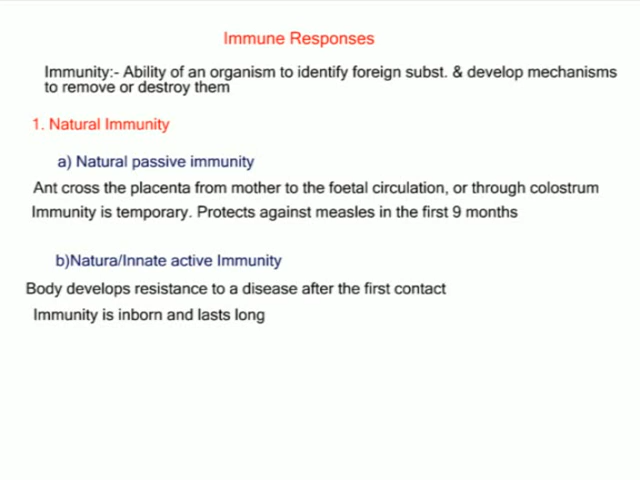 Immune Responses
Immunity:- Ability of an organism to identify foreign subst. & develop mechanisms
to remove or destroy them
1. Natural Immunity
a) Natural passive immunity
Ant cross the placenta from mother to the foetal circulation, or through colostrum
Immunity is temporary. Protects against measles in the first 9 months
b)Natura/Innate active Immunity
Body develops resistance to a disease after the first contact
Immunity is inborn and lasts long